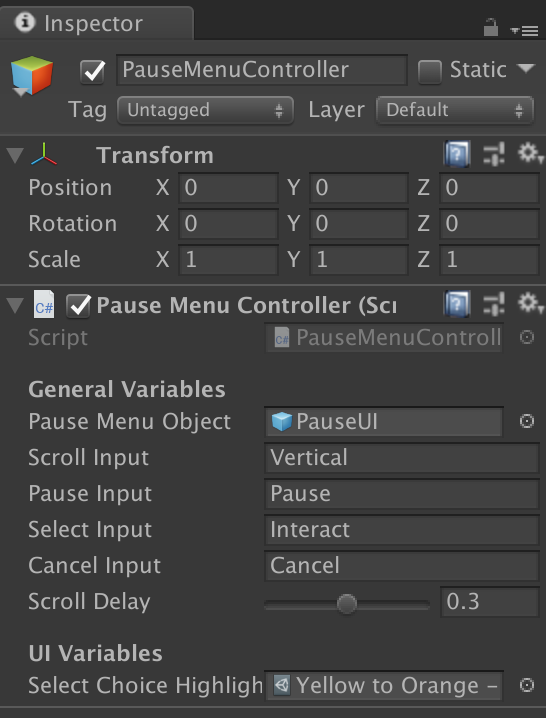 Inspector
PauseMenuController Static
Tag Untagged Layer Default
Transform
Position X 0 Y 0 Z 0
Rotation X 0 Y 0 Z 0
Scale X 1 Y 1 Z 1
C# Pause Menu Controller (Scr
Script C# PauseMenuControll
General Variables
Pause Menu Object PauseUI
Scroll Input Vertical
Pause Input Pause
Select Input Interact
Cancel Input Cancel
Scroll Delay 0.3
UI Variables
Select Choice Highligh Yellow to Orange –